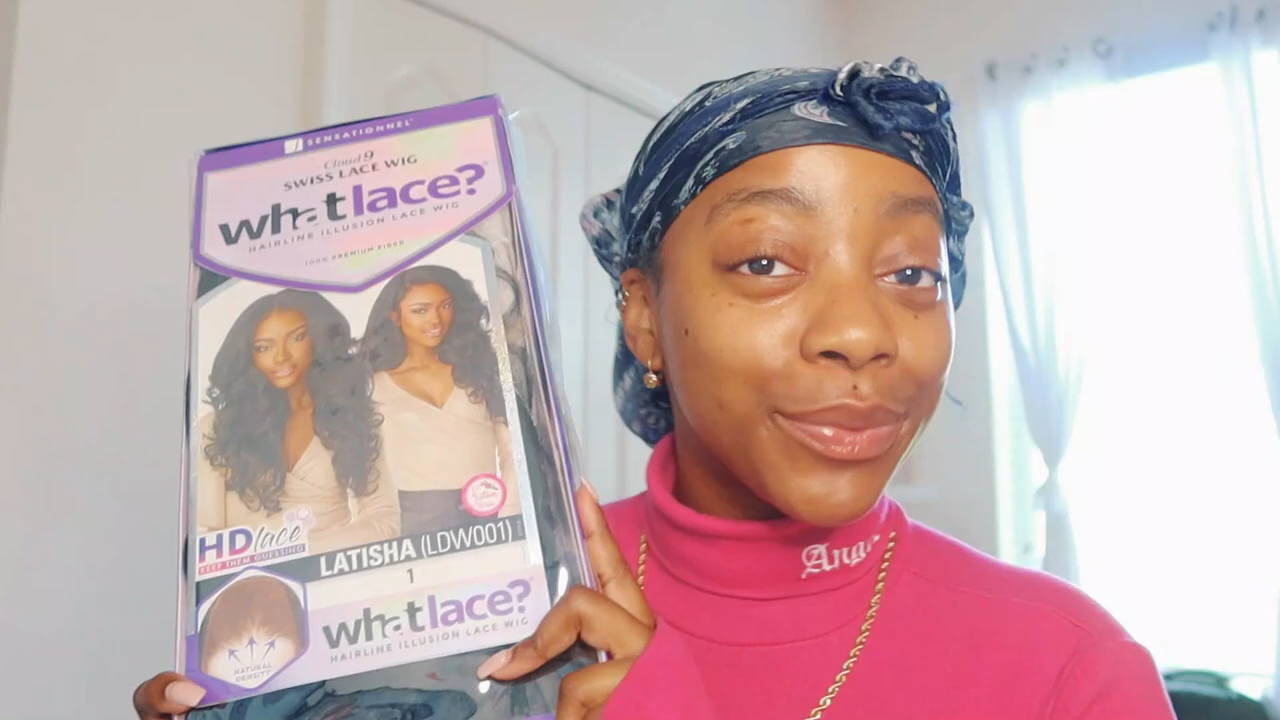 SENSATIONNEL
Cloud 9
SWISS LACE WIG
what lace?
HAIRLINE ILLUSION LACE WIG
100% PREMIUM FIBER
HD lace
KEEP THEM GUESSING
LATISHA (LDW001)
1
what lace?
HAIRLINE ILLUSION LACE WIG
NATURAL
DENSITY